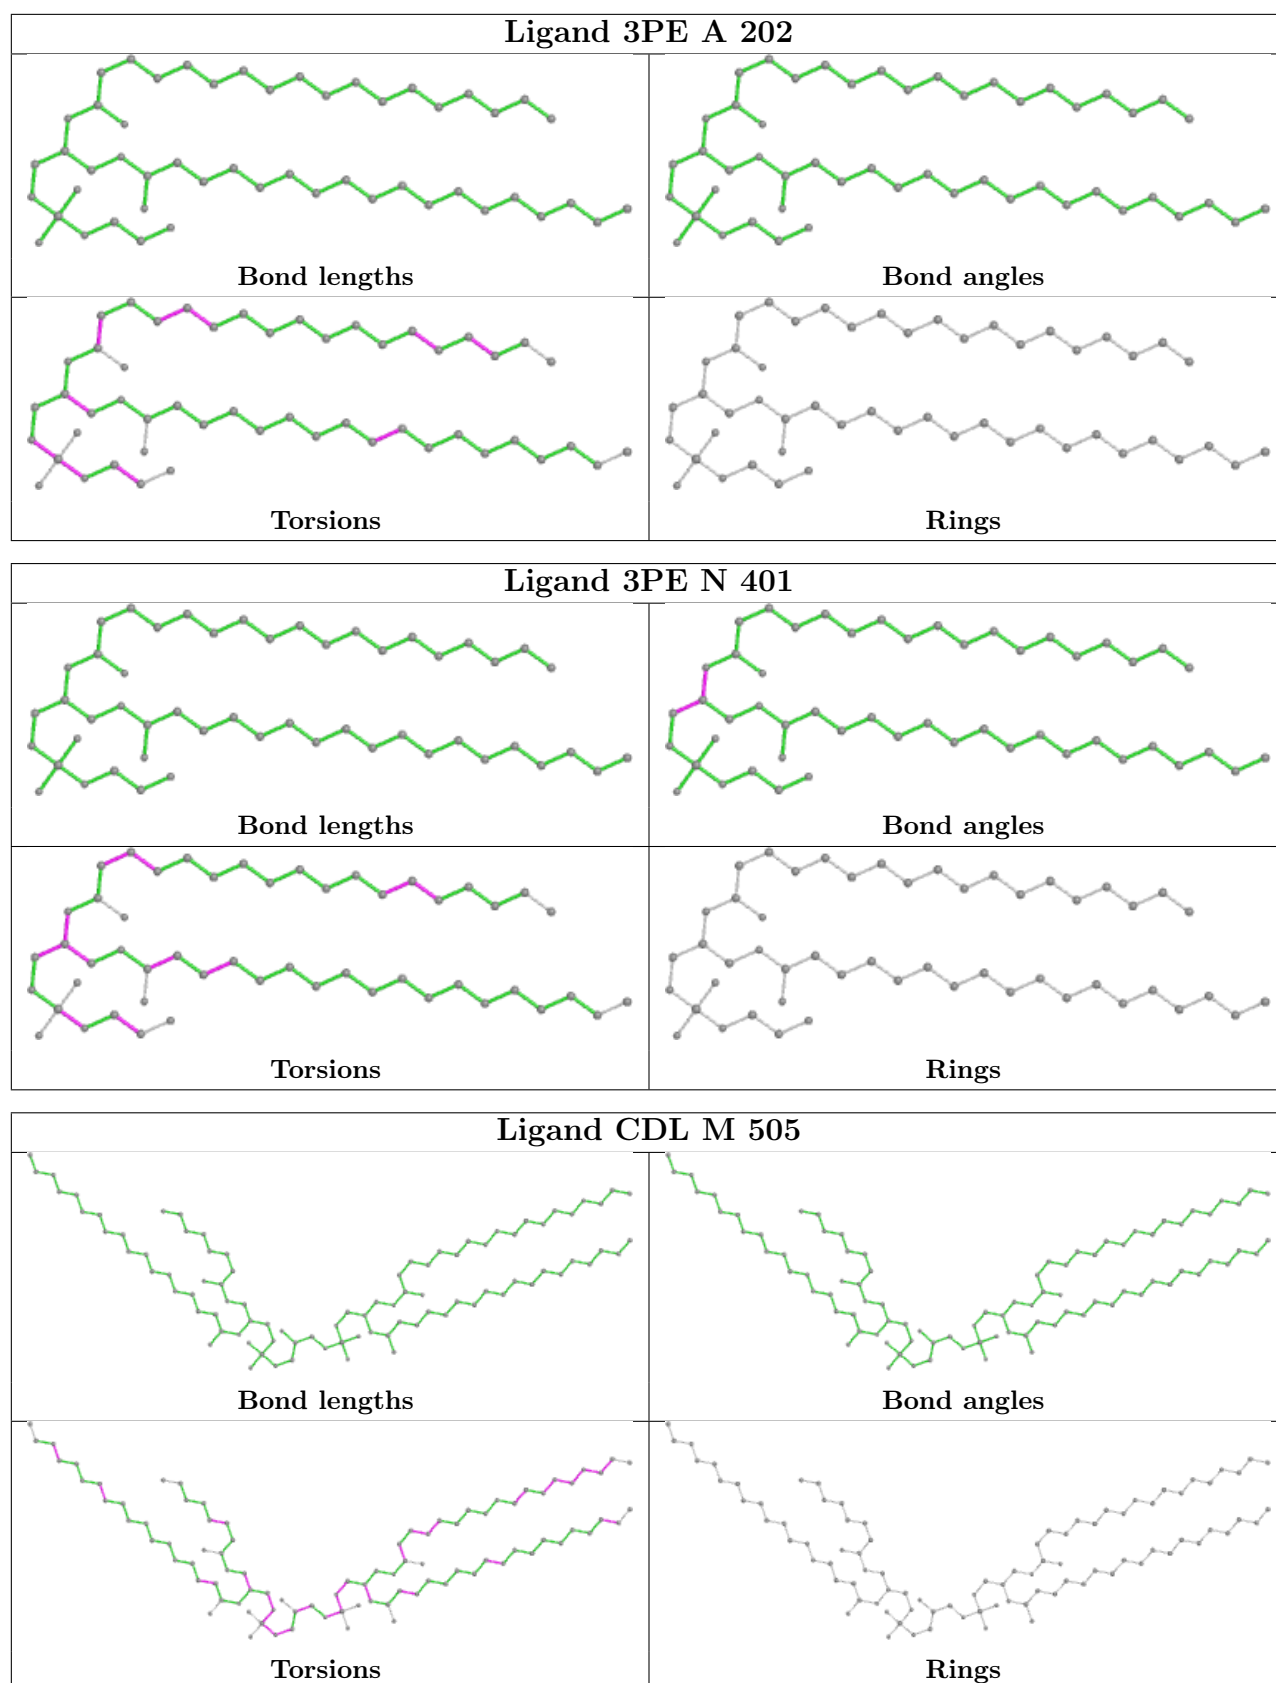 Ligand 3PE A 202
Bond lengths
Bond angles
Torsions
Rings
Ligand 3PE N 401
Bond lengths
Bond angles
Torsions
Rings
Ligand CDL M 505
Bond lengths
Bond angles
Torsions
Rings